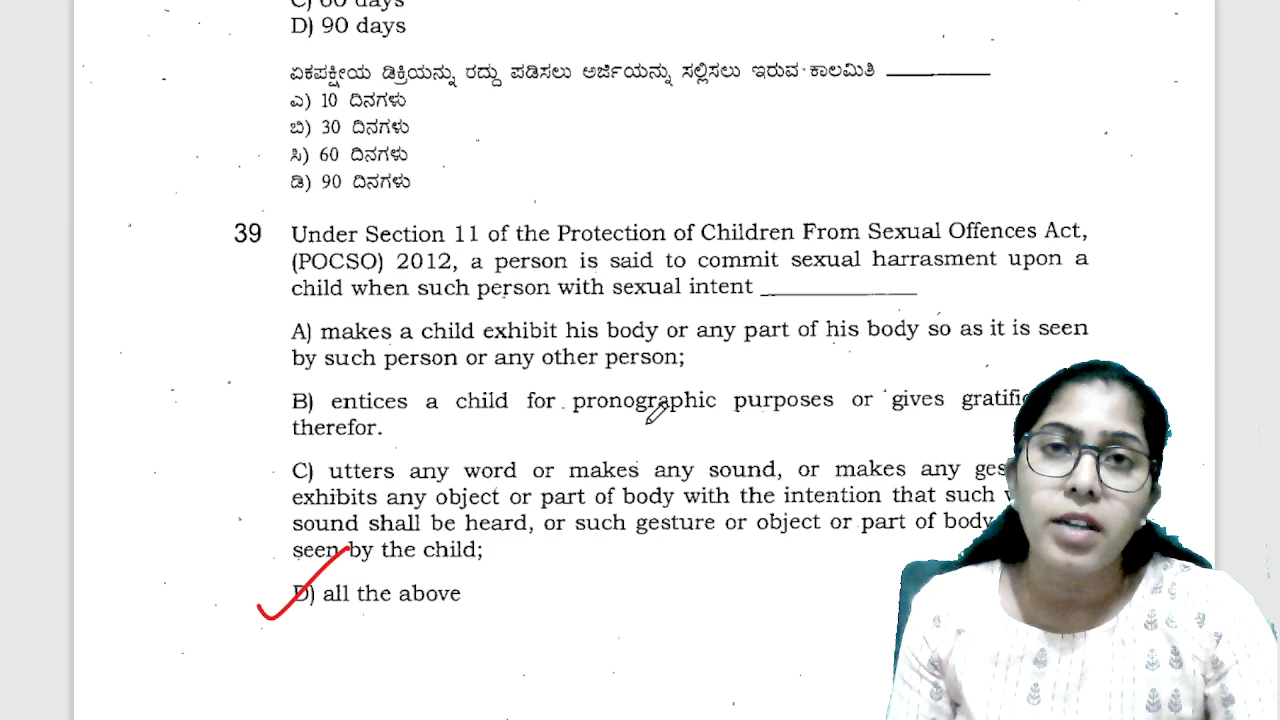 C) 60 days
D) 90 days
ಏಕಪಕ್ಷೀಯ ಡಿಕ್ರಿಯನ್ನು ರದ್ದು ಪಡಿಸಲು ಅರ್ಜಿಯನ್ನು ಸಲ್ಲಿಸಲು ಇರುವ ಕಾಲಮಿತಿ __________
ಎ) 10 ದಿನಗಳು
ಬಿ) 30 ದಿನಗಳು
ಸಿ) 60 ದಿನಗಳು
ಡಿ) 90 ದಿನಗಳು
39 Under Section 11 of the Protection of Children From Sexual Offences Act,
(POCSO) 2012, a person is said to commit sexual harrasment upon a
child when such person with sexual intent ______________
A) makes a child exhibit his body or any part of his body so as it is seen
by such person or any other person;
B) entices a child for pronographic purposes or gives
therefor.
C) utters any word or makes any sound, or makes any
exhibits any object or part of body with the intention that such
sound shall be heard, or such gesture or object or part of body
seen by the child;
D) all the above